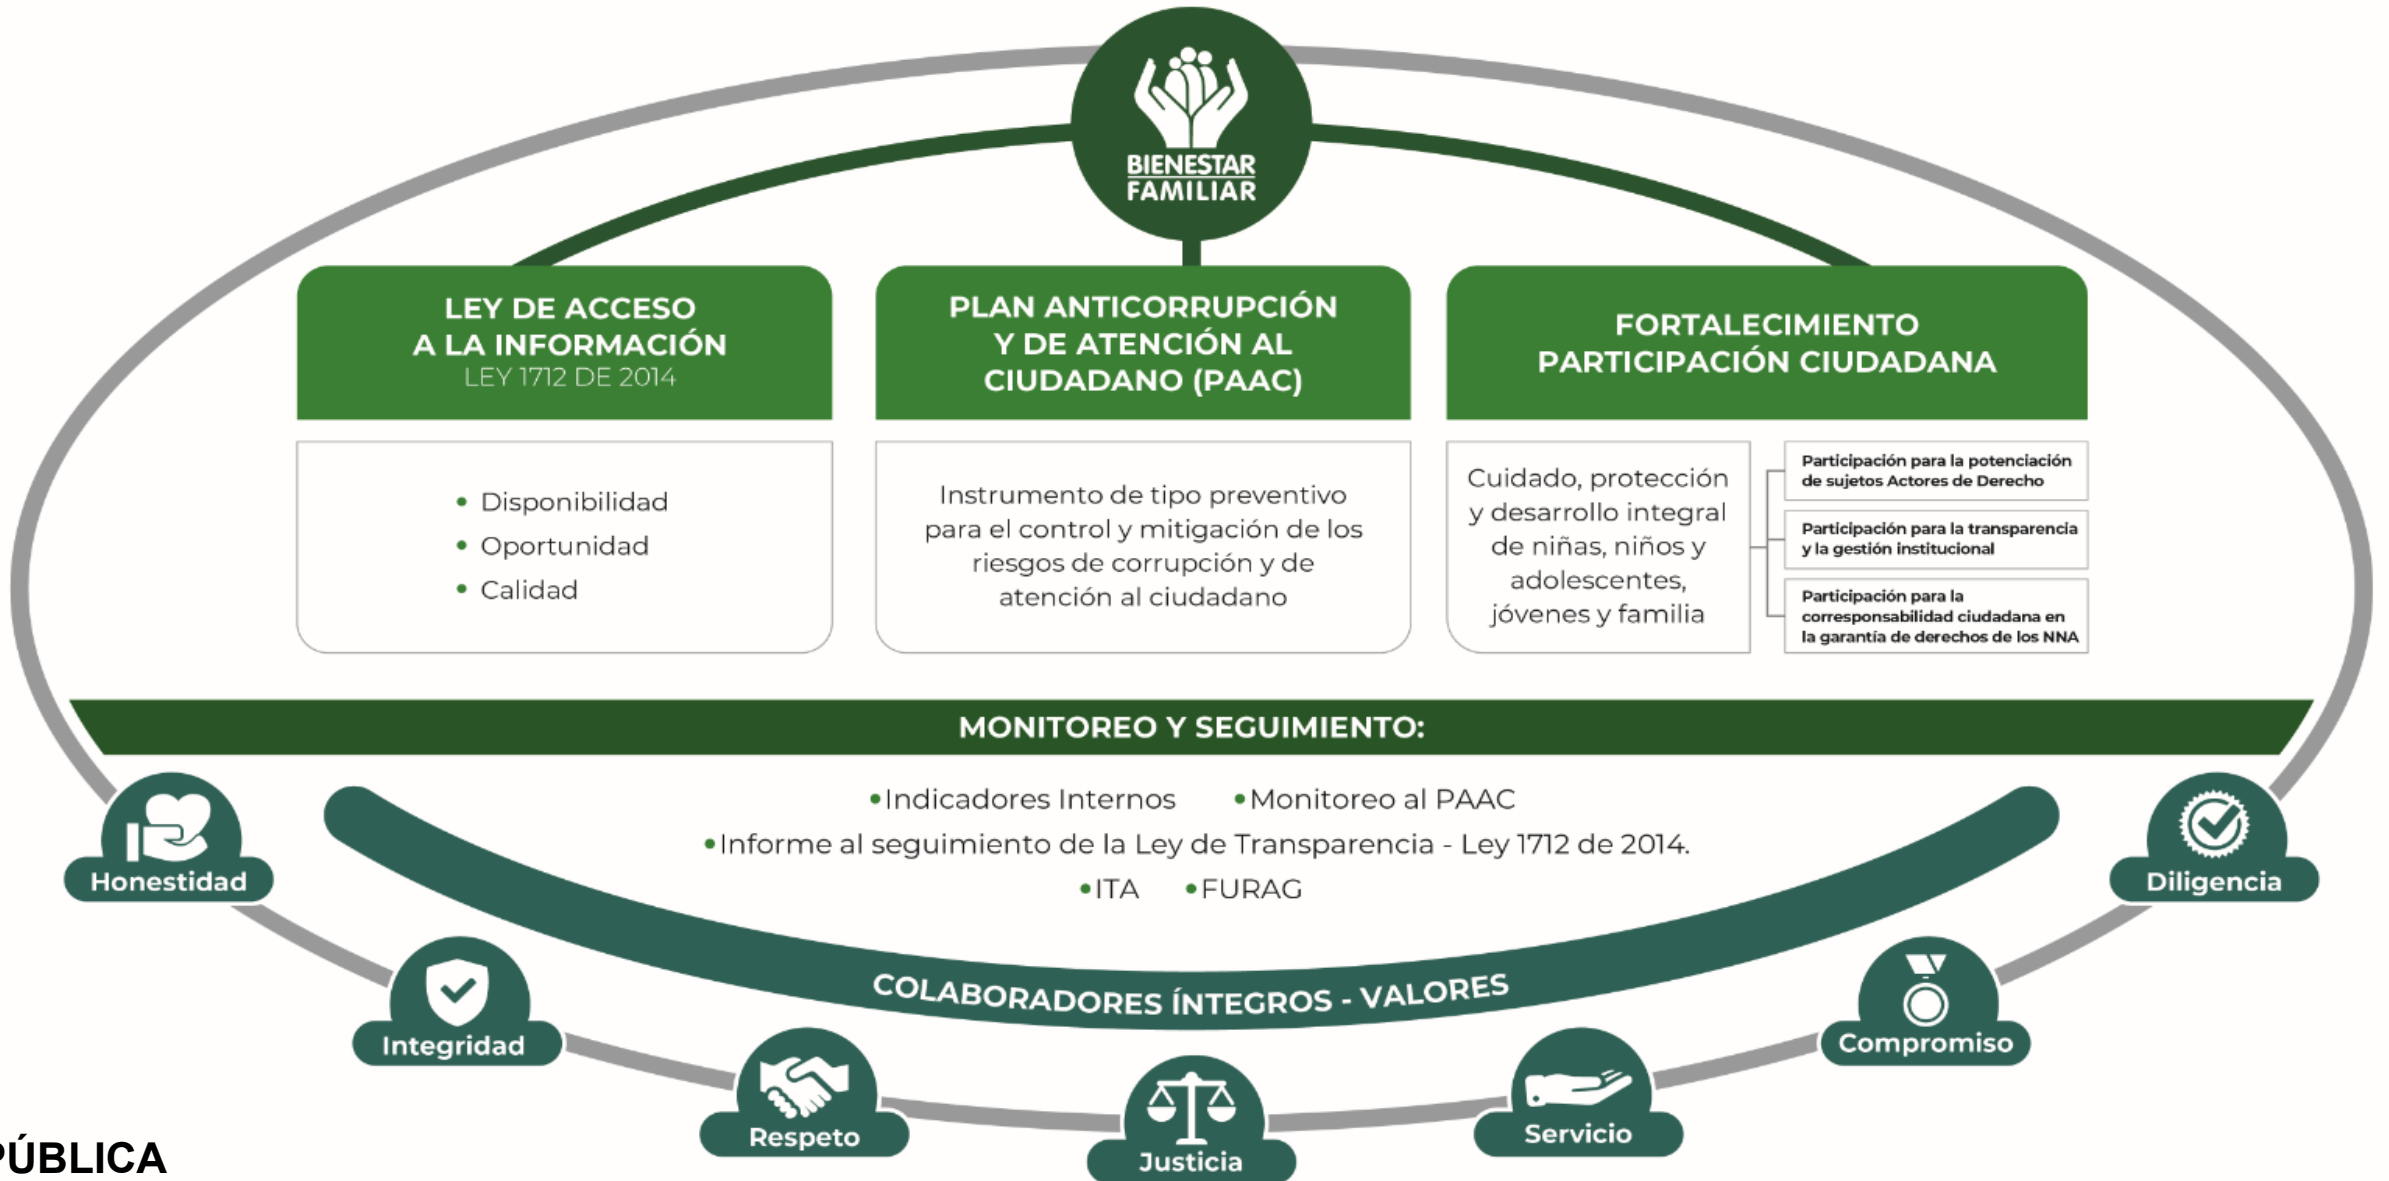 BIENESTAR
FAMILIAR
LEY DE ACCESO
A LA INFORMACIÓN
LEY 1712 DE 2014
• Disponibilidad
• Oportunidad
• Calidad
PLAN ANTICORRUPCIÓN
Y DE ATENCIÓN AL
CIUDADANO (PAAC)
Instrumento de tipo preventivo
para el control y mitigación de los
riesgos de corrupción y de
atención al ciudadano
FORTALECIMIENTO
PARTICIPACIÓN CIUDADANA
Cuidado, protección
y desarrollo integral
de niñas, niños y
adolescentes,
jóvenes y familia
Participación para la potenciación
de sujetos Actores de Derecho
Participación para la transparencia
y la gestión institucional
Participación para la
corresponsabilidad ciudadana en
la garantía de derechos de los NNA
MONITOREO Y SEGUIMIENTO:
•Indicadores Internos •Monitoreo al PAAC
•Informe al seguimiento de la Ley de Transparencia - Ley 1712 de 2014.
•ITA •FURAG
COLABORADORES ÍNTEGROS - VALORES
Honestidad
Integridad
Respeto
Justicia
Servicio
Compromiso
Diligencia
PÚBLICA